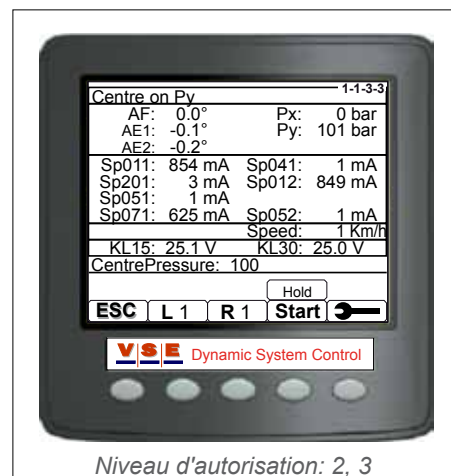 1-1-3-3
Centre on Py
AF: 0.0° Px: 0 bar
AE1: -0.1° Py: 101 bar
AE2: -0.2°
Sp011: 854 mA Sp041: 1 mA
Sp201: 3 mA Sp012: 849 mA
Sp051: 1 mA
Sp071: 625 mA Sp052: 1 mA
Speed: 1 Km/h
KL15: 25.1 V KL30: 25.0 V
CentrePressure: 100
Hold
ESC L 1 R 1 Start
VSE Dynamic System Control
Niveau d'autorisation: 2, 3